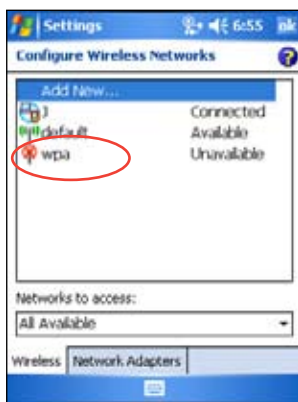 Settings 6:55 ok
Configure Wireless Networks ?
Add New...
3 Connected
default Available
wpa Unavailable
Networks to access:
All Available
Wireless Network Adapters